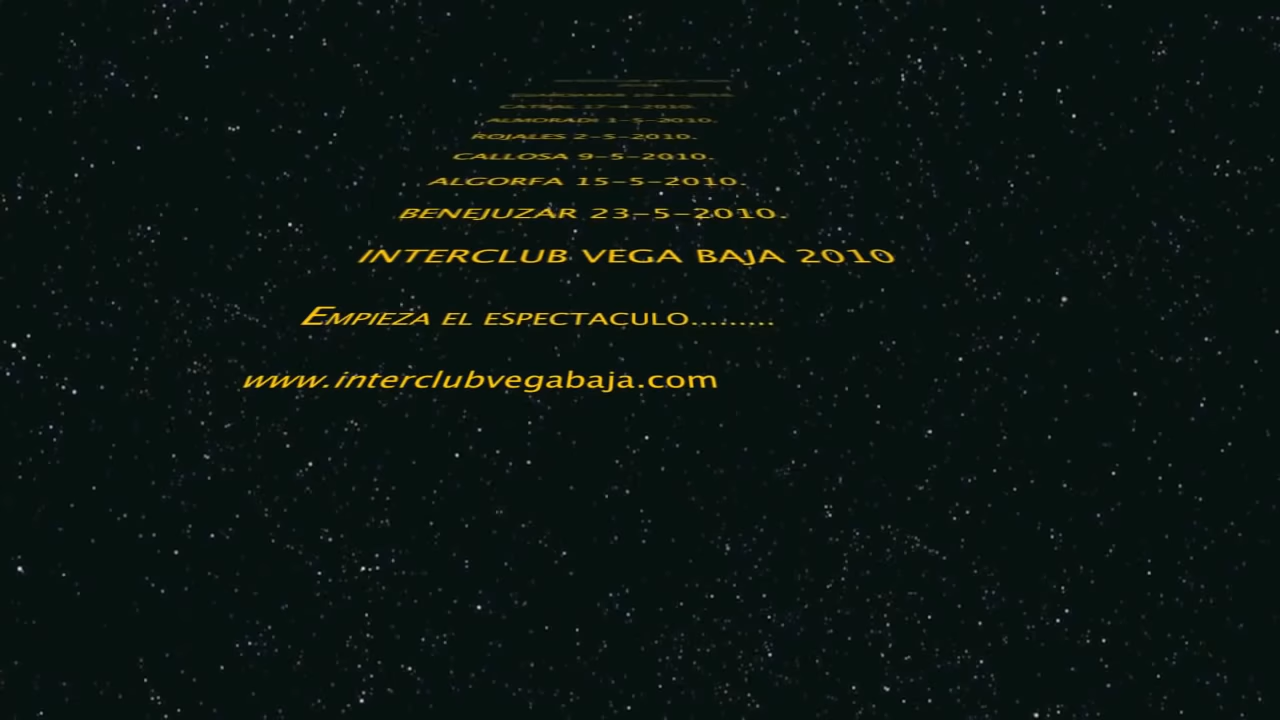 CATRAL 17-4-2010.
ALMORADI 1-5-2010.
ROJALES 2-5-2010.
CALLOSA 9-5-2010.
ALGORFA 15-5-2010.
BENEJUZAR 23-5-2010.
INTERCLUB VEGA BAJA 2010
EMPIEZA EL ESPECTACULO.........
www.interclubvegabaja.com